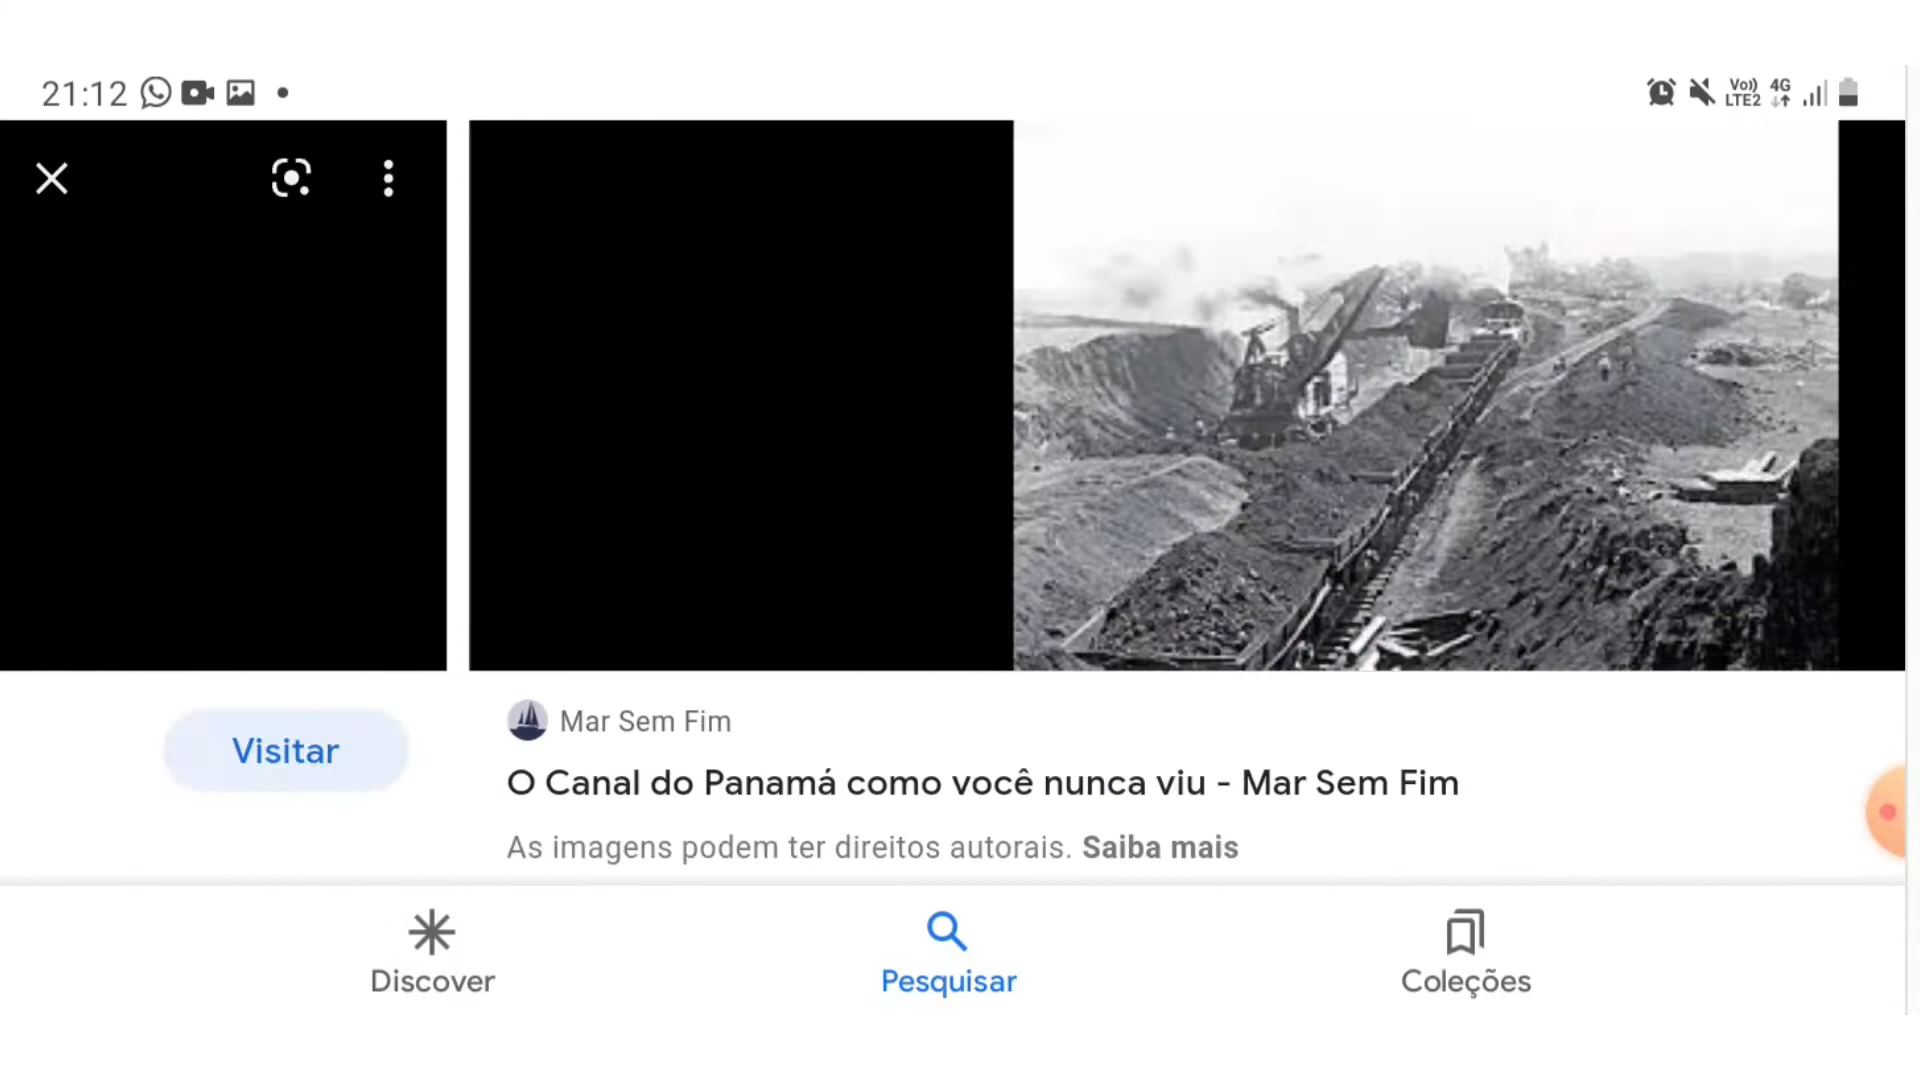 21:12
Vo)) 4G
LTE2
Visitar
Mar Sem Fim
O Canal do Panamá como você nunca viu - Mar Sem Fim
As imagens podem ter direitos autorais. Saiba mais
Discover
Pesquisar
Coleções